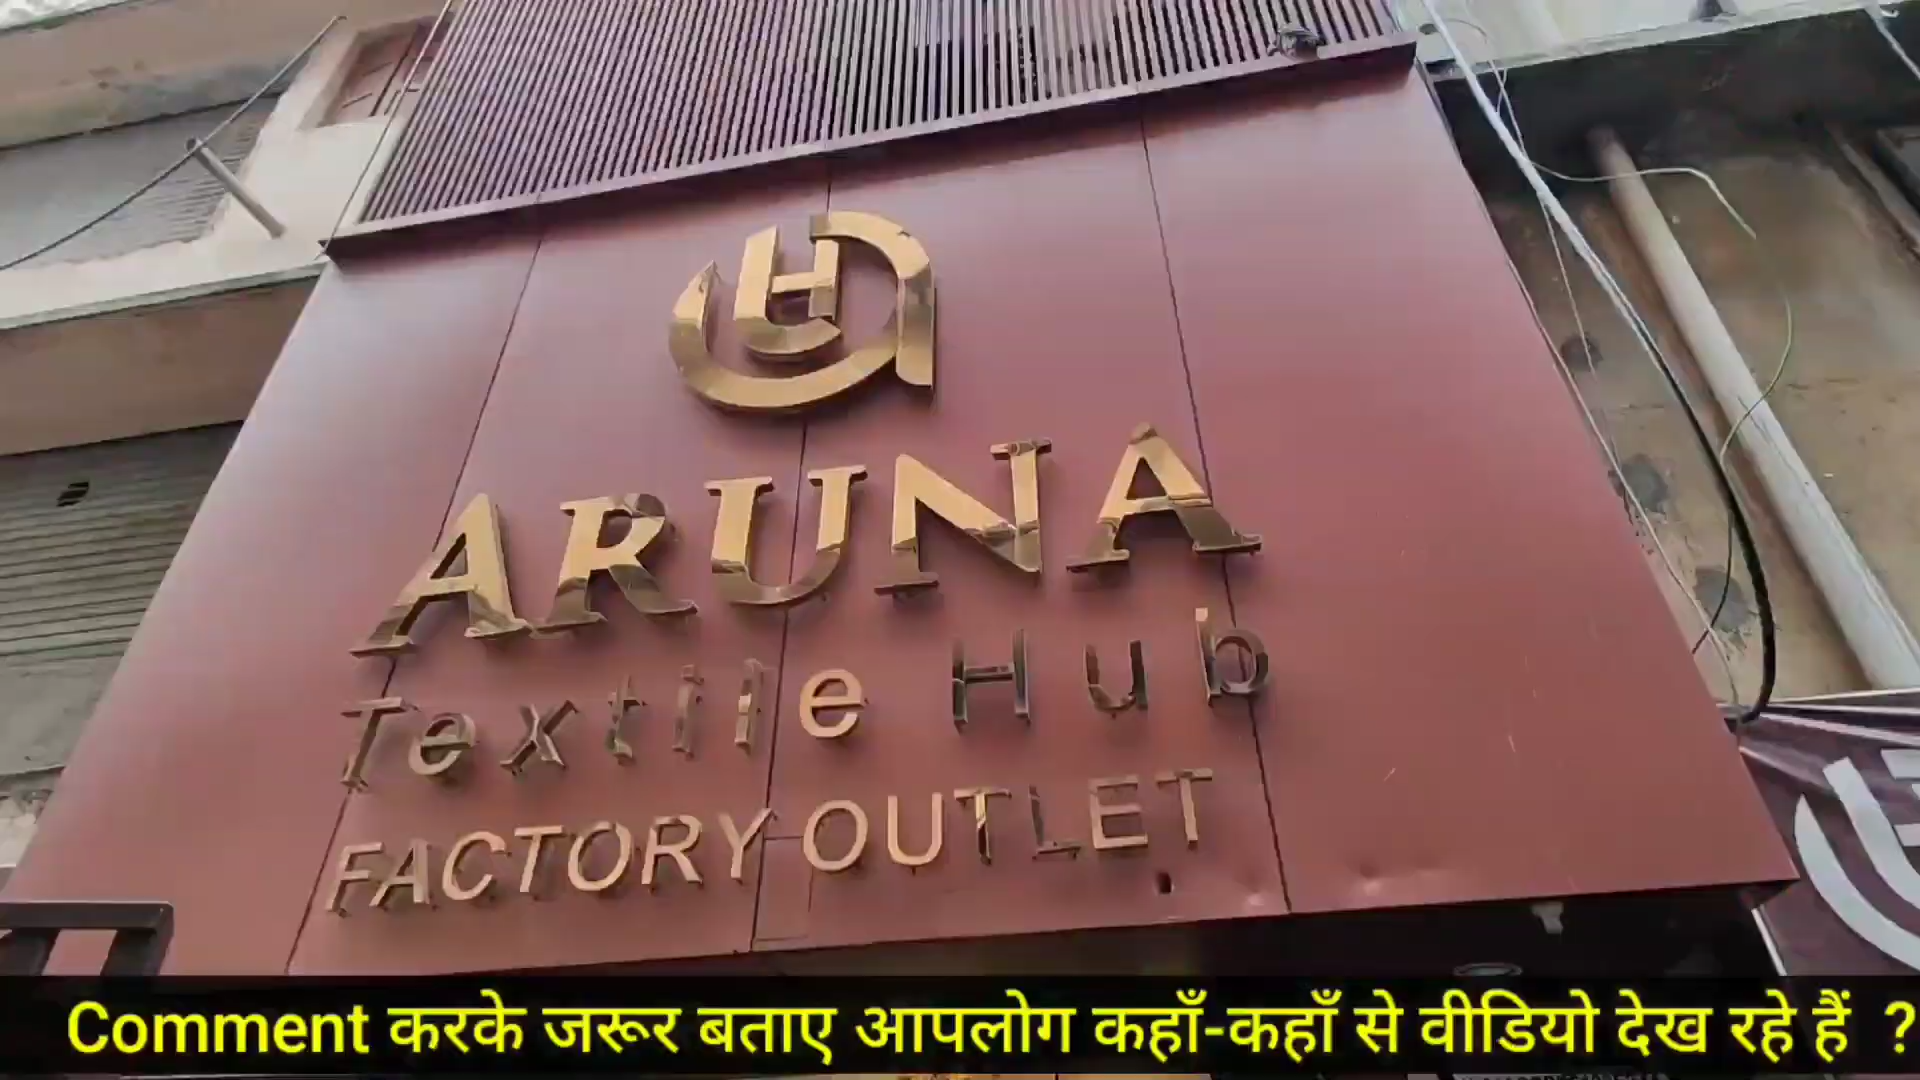 ARUNA
Textile Hub
FACTORY OUTLET
Comment करके जरूर बताए आपलोग कहाँ-कहाँ से वीडियो देख रहे हैं ?